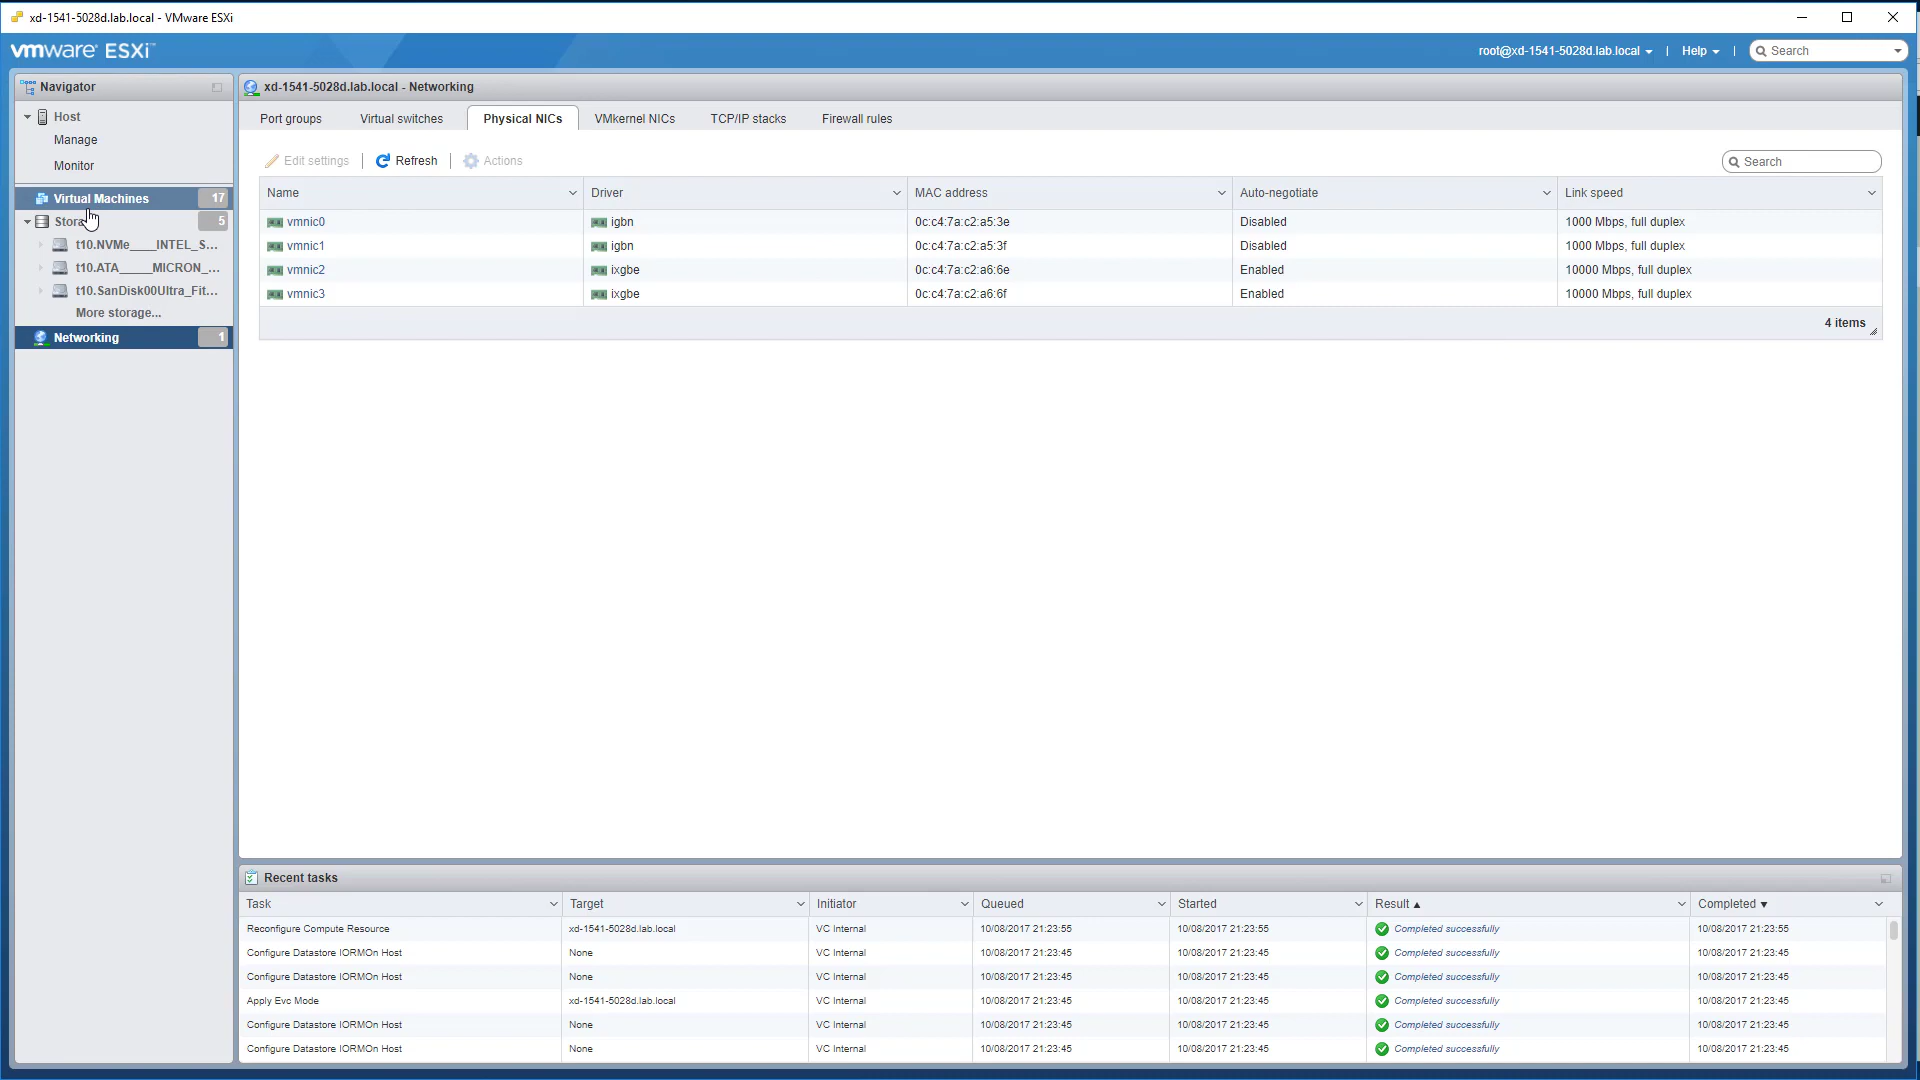 xd-1541-5028d.lab.local - VMware ESXi
vmware ESXi™
root@xd-1541-5028d.lab.local | Help | Search
Navigator
Host
Manage
Monitor
Virtual Machines 17
5
t10.NVMe____INTEL_S...
t10.ATA_____MICRON_...
t10.SanDisk00Ultra_Fit...
More storage...
Networking 1
xd-1541-5028d.lab.local - Networking
Port groups Virtual switches Physical NICs VMkernel NICs TCP/IP stacks Firewall rules
Edit settings | Refresh | Actions Search
Name Driver MAC address Auto-negotiate Link speed
vmnic0 igbn 0c:c4:7a:c2:a5:3e Disabled 1000 Mbps, full duplex
vmnic1 igbn 0c:c4:7a:c2:a5:3f Disabled 1000 Mbps, full duplex
vmnic2 ixgbe 0c:c4:7a:c2:a6:6e Enabled 10000 Mbps, full duplex
vmnic3 ixgbe 0c:c4:7a:c2:a6:6f Enabled 10000 Mbps, full duplex
4 items
Recent tasks
Task Target Initiator Queued Started Result ▲ Completed ▼
Reconfigure Compute Resource xd-1541-5028d.lab.local VC Internal 10/08/2017 21:23:55 10/08/2017 21:23:55 Completed successfully 10/08/2017 21:23:55
Configure Datastore IORMOn Host None VC Internal 10/08/2017 21:23:45 10/08/2017 21:23:45 Completed successfully 10/08/2017 21:23:45
Configure Datastore IORMOn Host None VC Internal 10/08/2017 21:23:45 10/08/2017 21:23:45 Completed successfully 10/08/2017 21:23:45
Apply Evc Mode xd-1541-5028d.lab.local VC Internal 10/08/2017 21:23:45 10/08/2017 21:23:45 Completed successfully 10/08/2017 21:23:45
Configure Datastore IORMOn Host None VC Internal 10/08/2017 21:23:45 10/08/2017 21:23:45 Completed successfully 10/08/2017 21:23:45
Configure Datastore IORMOn Host None VC Internal 10/08/2017 21:23:45 10/08/2017 21:23:45 Completed successfully 10/08/2017 21:23:45